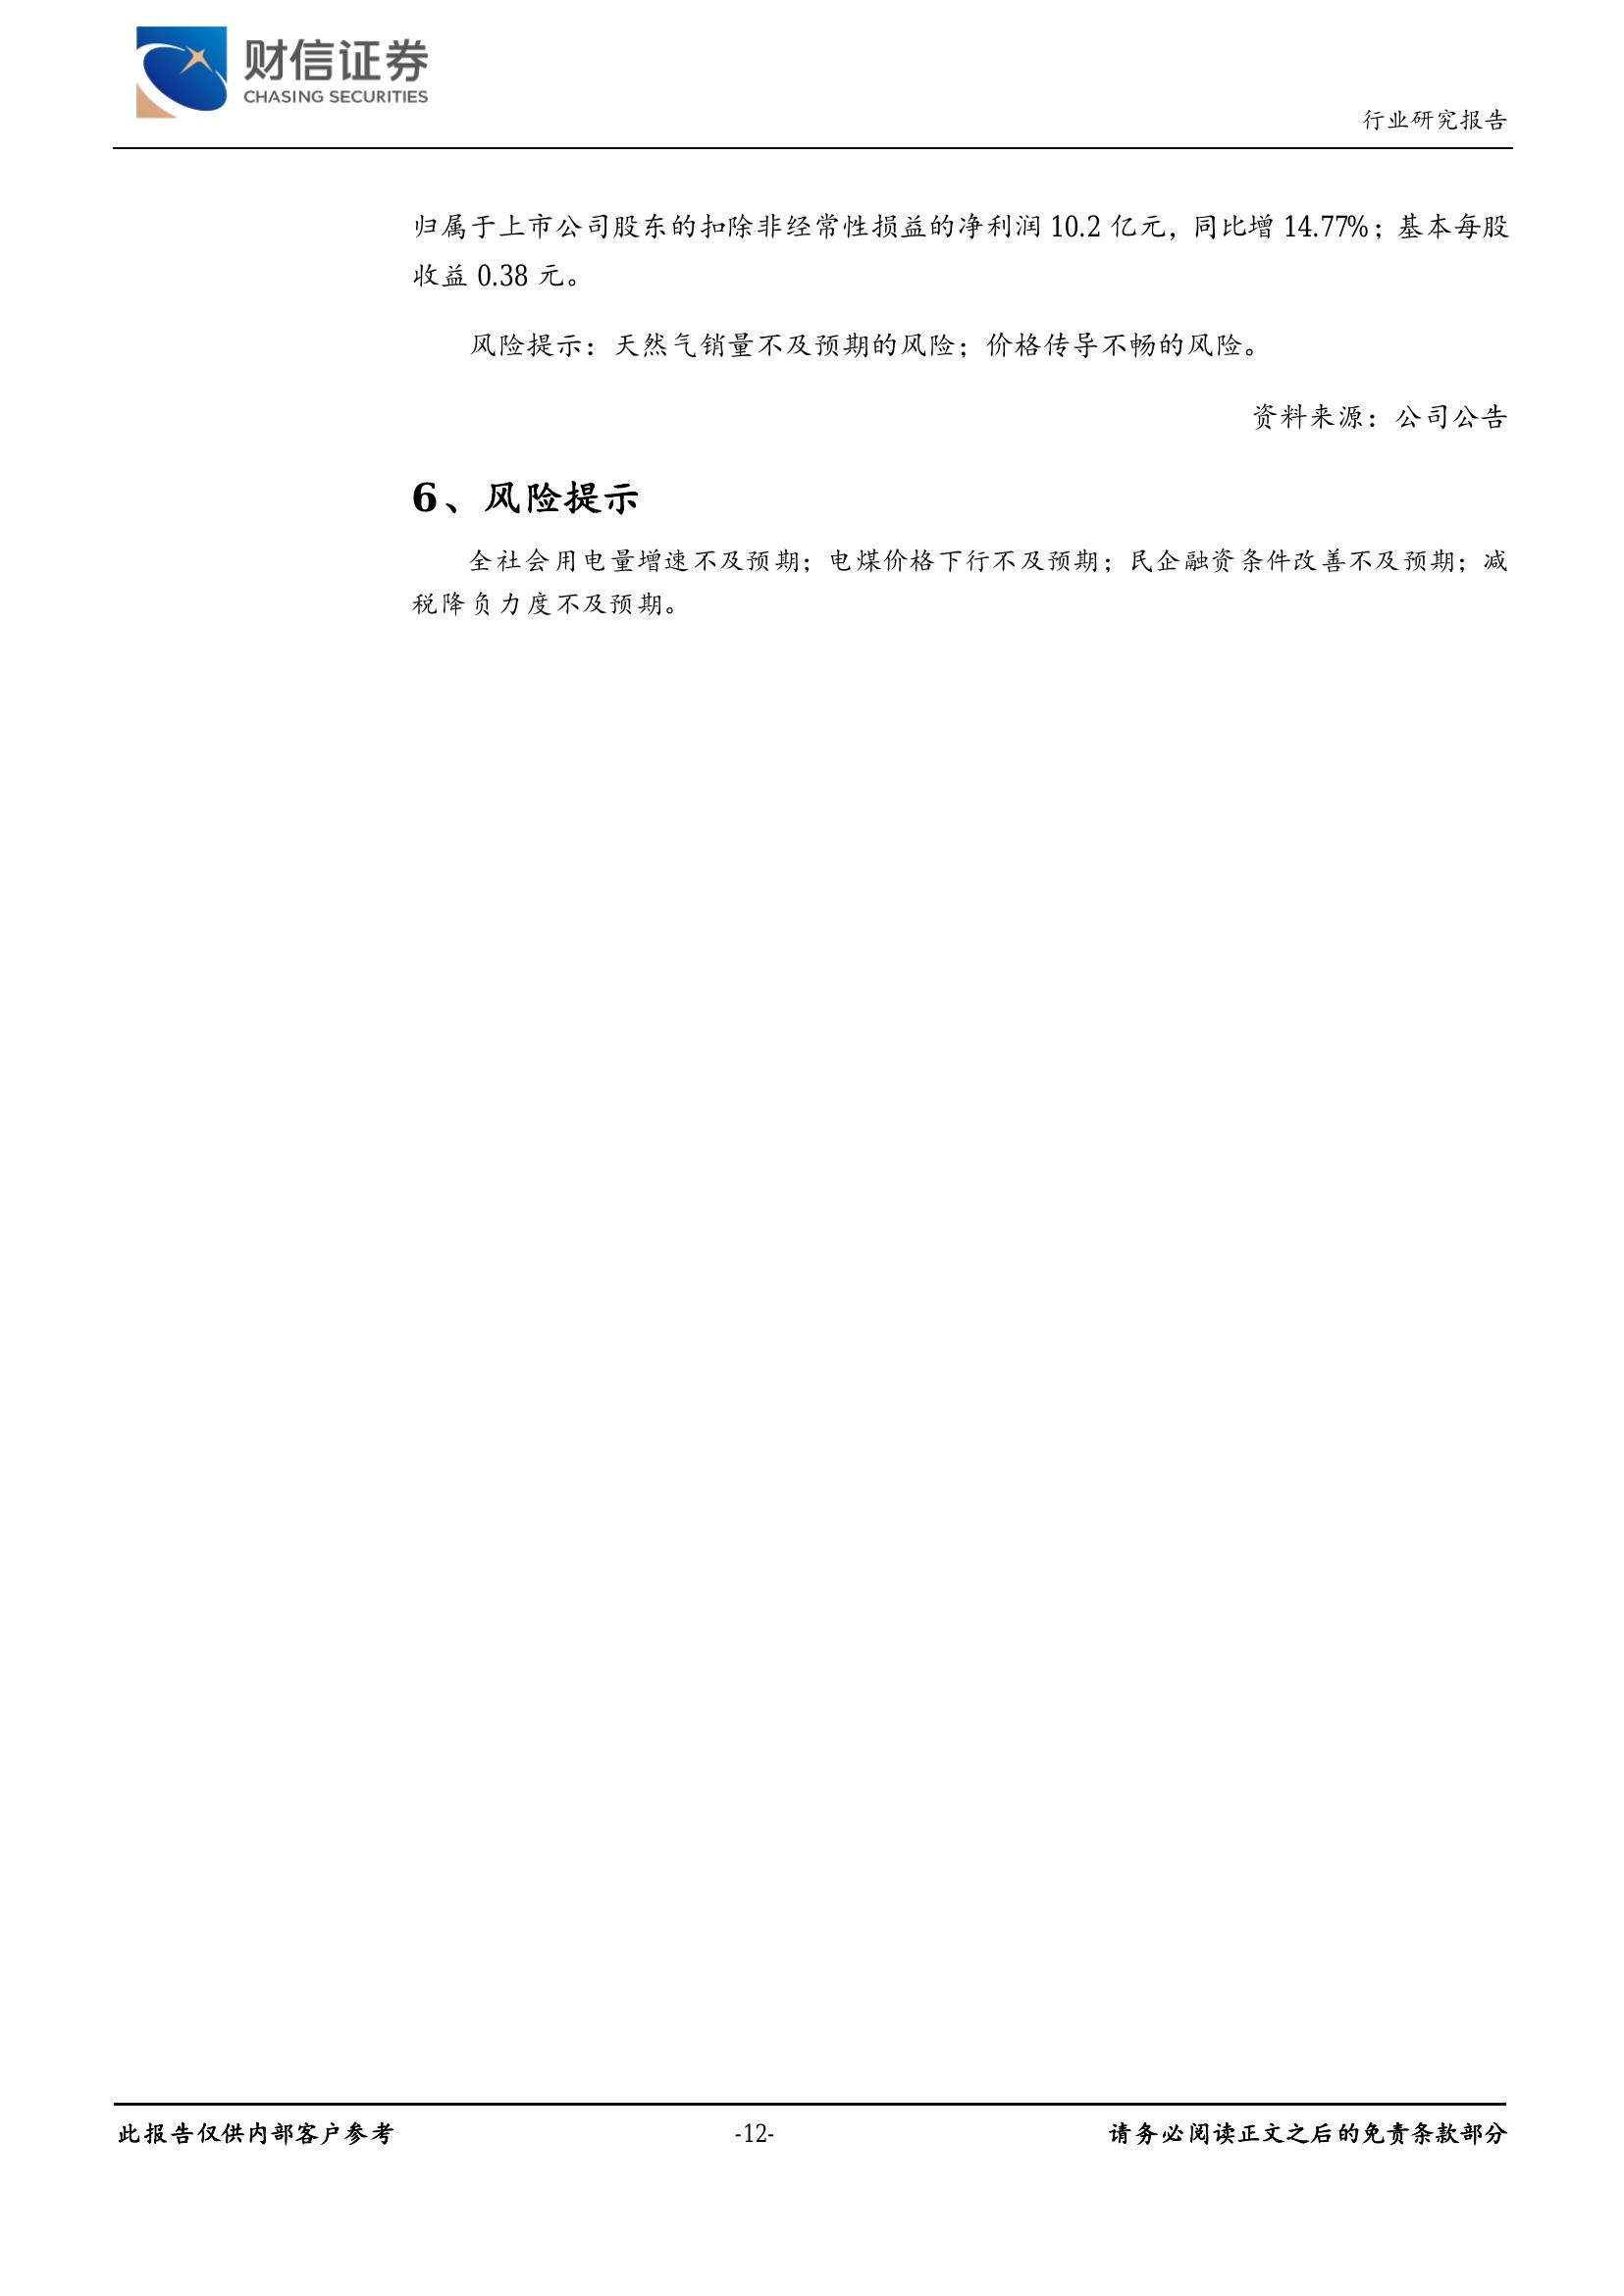 财信证券
CHASING SECURITIES
行业研究报告
归属于上市公司股东的扣除非经常性损益的净利润 10.2 亿元，同比增 14.77%；基本每股
收益 0.38 元。
风险提示：天然气销量不及预期的风险；价格传导不畅的风险。
资料来源：公司公告
6、风险提示
全社会用电量增速不及预期；电煤价格下行不及预期；民企融资条件改善不及预期；减
税降负力度不及预期。
此报告仅供内部客户参考
-12-
请务必阅读正文之后的免责条款部分